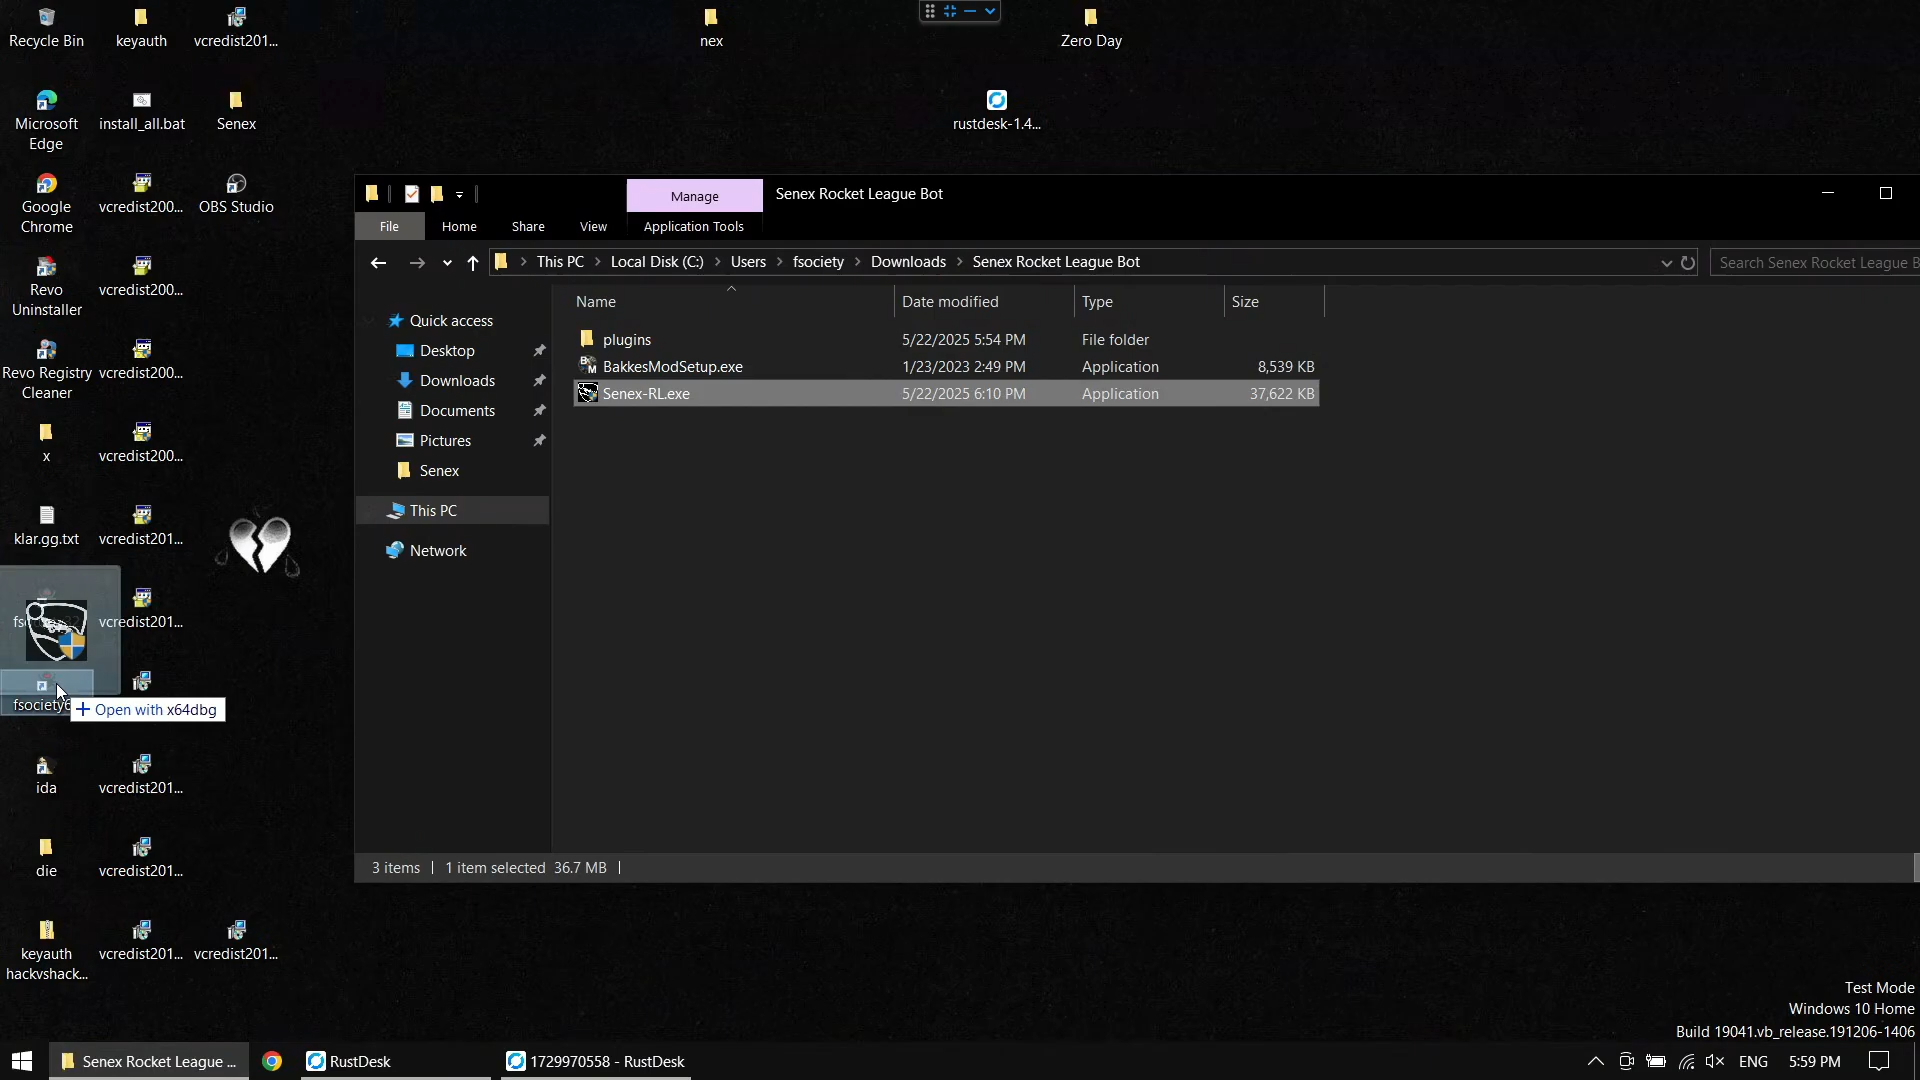 Recycle Bin
keyauth
vcredist201...
nex
Zero Day
Microsoft
Edge
install_all.bat
Senex
rustdesk-1.4...
Google
Chrome
vcredist200...
OBS Studio
Revo
Uninstaller
vcredist200...
Revo Registry
Cleaner
vcredist200...
x
vcredist200...
klar.gg.txt
vcredist201...
vcredist201...
fsociety6
Open with x64dbg
ida
vcredist201...
die
vcredist201...
keyauth
hackvshack...
vcredist201...
vcredist201...
Manage
Senex Rocket League Bot
File
Home
Share
View
Application Tools
This PC
Local Disk (C:)
Users
fsociety
Downloads
Senex Rocket League Bot
Search Senex Rocket League B
Name
Date modified
Type
Size
plugins
5/22/2025 5:54 PM
File folder
BakkesModSetup.exe
1/23/2023 2:49 PM
Application
8,539 KB
Senex-RL.exe
5/22/2025 6:10 PM
Application
37,622 KB
Quick access
Desktop
Downloads
Documents
Pictures
Senex
This PC
Network
3 items
1 item selected 36.7 MB
Test Mode
Windows 10 Home
Build 19041.vb_release.191206-1406
Senex Rocket League ...
RustDesk
1729970558 - RustDesk
ENG
5:59 PM